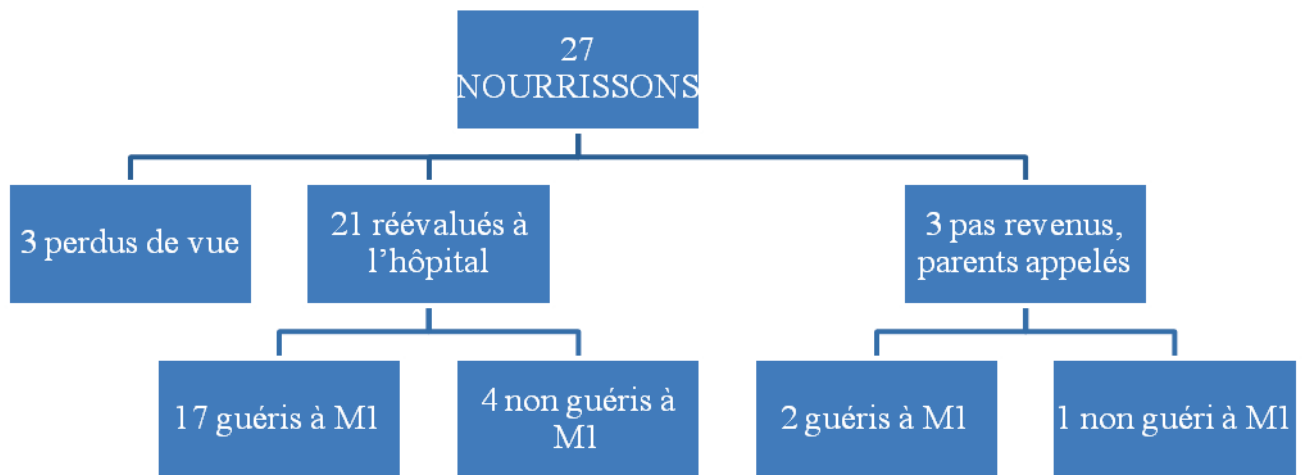 27
NOURRISSONS
3 perdus de vue
21 réévalués à
l’hôpital
3 pas revenus,
parents appelés
17 guéris à M1
4 non guéris à
M1
2 guéris à M1
1 non guéri à M1